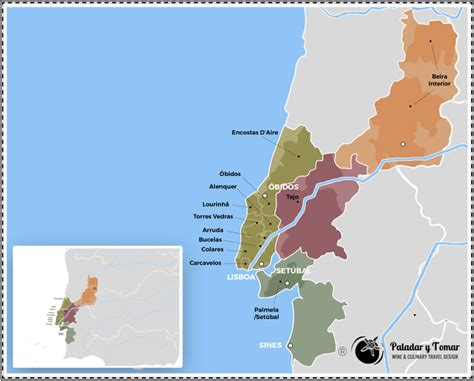 Beira
interior
Encostas D'Aire
Óbidos
ÓBIDOS
Alenquer
Tejo
Lourinhã
Torres Vedras
Arruda
Bucelas
Colares
Carcavelos
LISBOA
SETÚBAL
Palmela
/Setúbal
SINES
®
Paladar y Tomar
WINE & CULINARY TRAVEL DESIGN